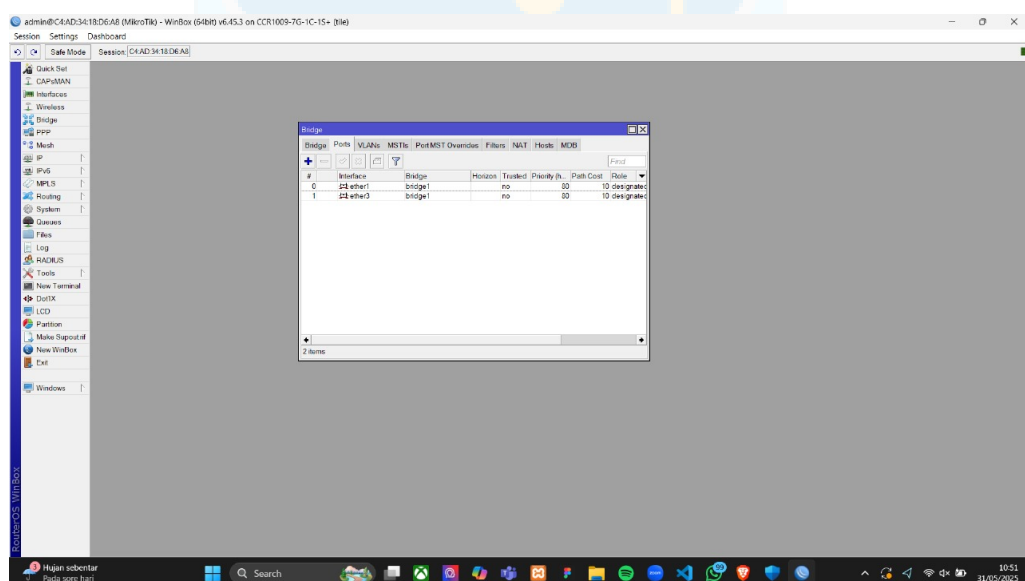 admin@C4:AD:34:18:D6:A8 (MikroTik) - WinBox (64bit) v6.45.3 on CCR1009-7G-1C-1S+ (tile)
Session Settings Dashboard
Safe Mode Session: C4:AD:34:18:D6:A8
Quick Set
CAPsMAN
Interfaces
Wireless
Bridge
PPP
Mesh
IP
IPv6
MPLS
Routing
System
Queues
Files
Log
RADIUS
Tools
New Terminal
Dot1X
LCD
Partition
Make Supout.rif
New WinBox
Exit
Windows
RouterOS WinBox
Bridge
Bridge Ports VLANs MSTIs Port MST Overrides Filters NAT Hosts MDB
Find
# Interface Bridge Horizon Trusted Priority (h... Path Cost Role
0 ether1 bridge1 no 80 10 designated
1 ether3 bridge1 no 80 10 designated
2 items
3 Hujan sebentar
Pada sore hari
Search
99
10:51
31/05/2025